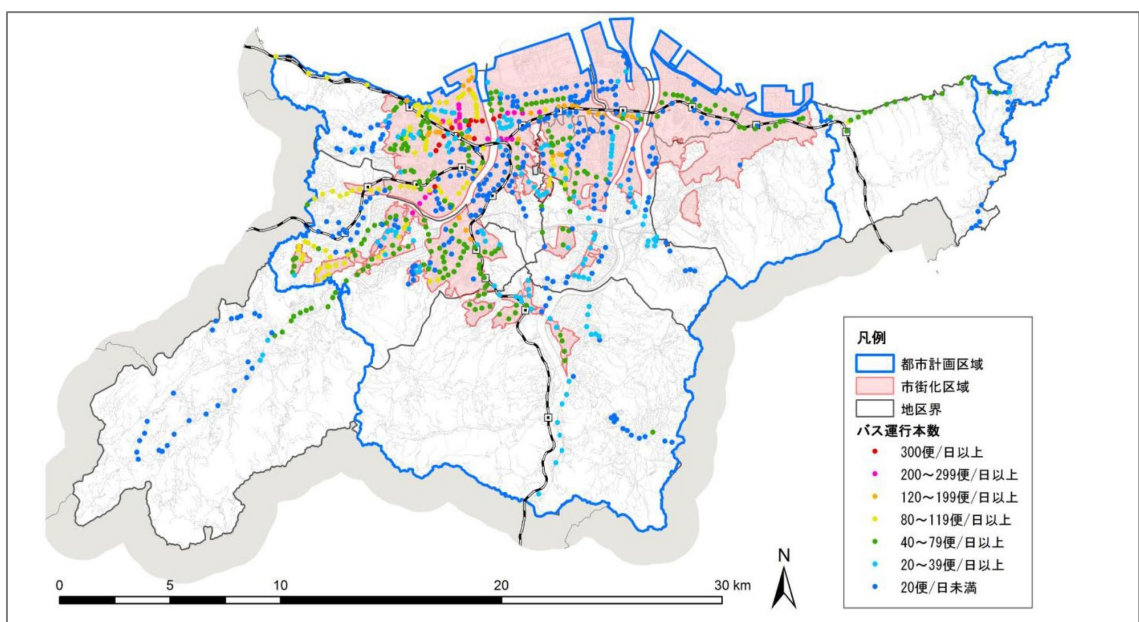 凡例
都市計画区域
市街化区域
地区界
バス運行本数
300便/日以上
200～299便/日以上
120～199便/日以上
80～119便/日以上
40～79便/日以上
20～39便/日以上
20便/日未満
N
0 5 10 20 30 km